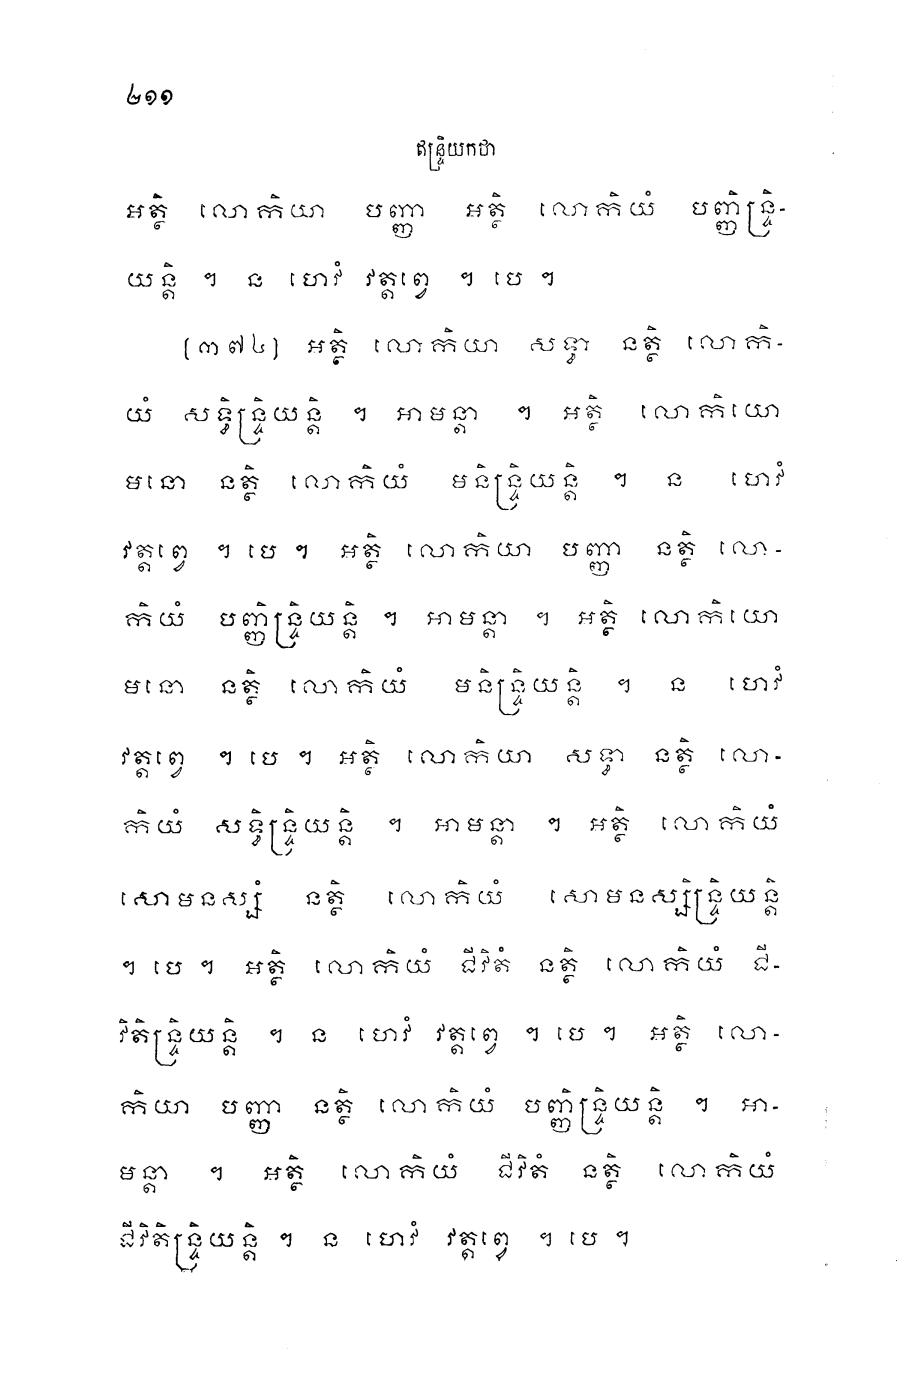 ២១១
ឥន្ទ្រិយកថា
អត្ថិ លោកិយា បញ្ញា អត្ថិ លោកិយំ បញ្ញិន្ទ្រិ-
យន្តិ ។ ន ហេវំ វត្តព្វេ ។ បេ ។
(៣៧៤) អត្ថិ លោកិយា សទ្ធា នត្ថិ លោកិ-
យំ សទ្ធិន្ទ្រិយន្តិ ។ អាមន្តា ។ អត្ថិ លោកិយោ
មនោ នត្ថិ លោកិយំ មនិន្ទ្រិយន្តិ ។ ន ហេវំ
វត្តព្វេ ។ បេ ។ អត្ថិ លោកិយា បញ្ញា នត្ថិ លោ-
កិយំ បញ្ញិន្ទ្រិយន្តិ ។ អាមន្តា ។ អត្ថិ លោកិយោ
មនោ នត្ថិ លោកិយំ មនិន្ទ្រិយន្តិ ។ ន ហេវំ
វត្តព្វេ ។ បេ ។ អត្ថិ លោកិយា សទ្ធា នត្ថិ លោ-
កិយំ សទ្ធិន្ទ្រិយន្តិ ។ អាមន្តា ។ អត្ថិ លោកិយំ
សោមនស្សំ នត្ថិ លោកិយំ សោមនស្សិន្ទ្រិយន្តិ
។ បេ ។ អត្ថិ លោកិយំ ជីវិតំ នត្ថិ លោកិយំ ជី-
វិតិន្ទ្រិយន្តិ ។ ន ហេវំ វត្តព្វេ ។ បេ ។ អត្ថិ លោ-
កិយា បញ្ញា នត្ថិ លោកិយំ បញ្ញិន្ទ្រិយន្តិ ។ អា-
មន្តា ។ អត្ថិ លោកិយំ ជីវិតំ នត្ថិ លោកិយំ
ជីវិតិន្ទ្រិយន្តិ ។ ន ហេវំ វត្តព្វេ ។ បេ ។